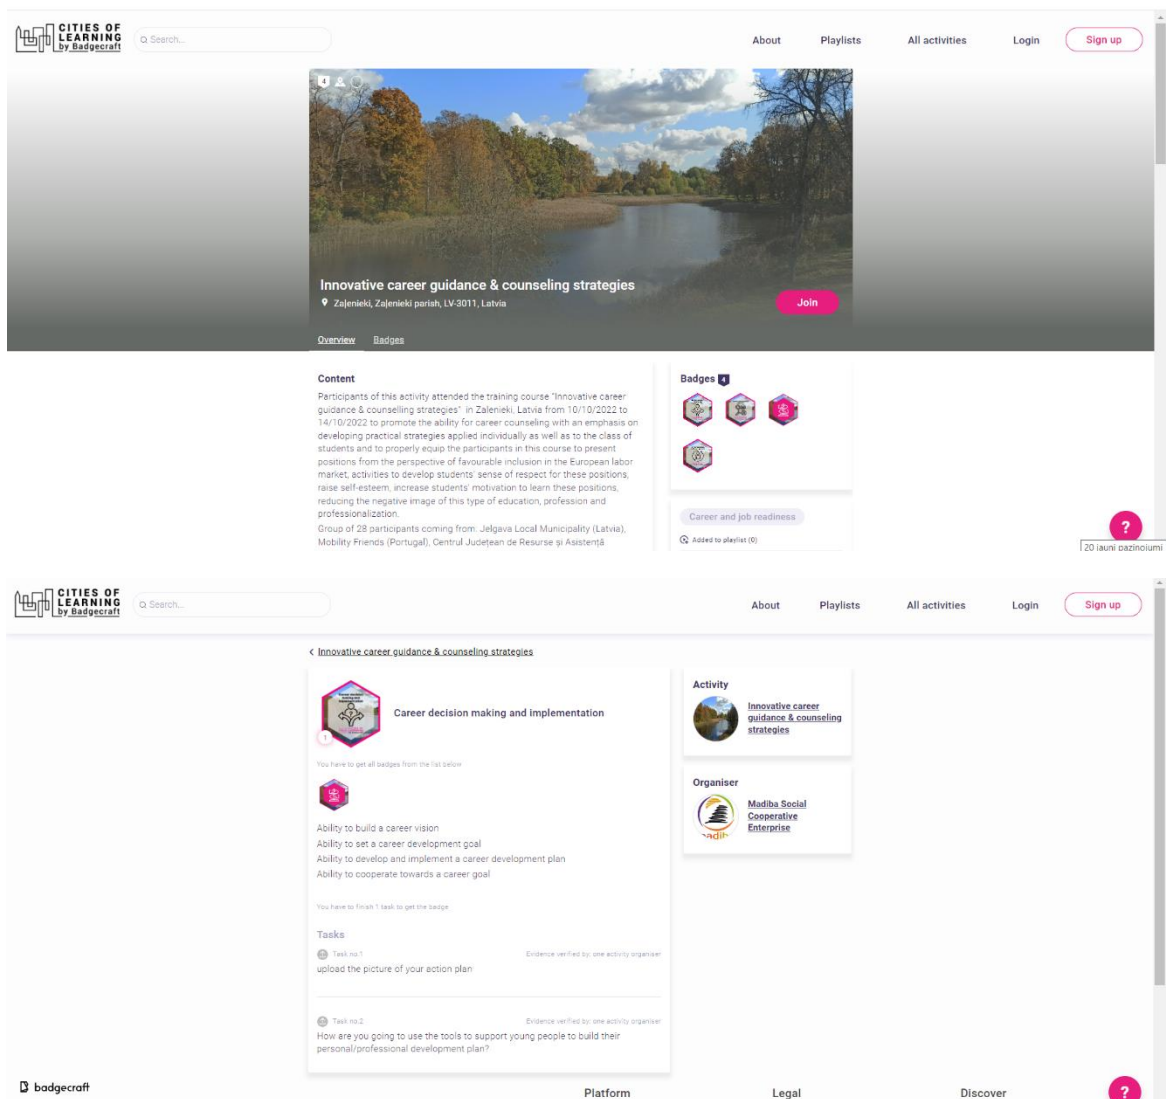 CITIES OF
LEARNING
by Badgecraft
Search...
About
Playlists
All activities
Login
Sign up
4
Innovative career guidance & counseling strategies
Zaļenieki, Zaļenieki parish, LV-3011, Latvia
Join
Overview
Badges
Content
Participants of this activity attended the training course "Innovative career
guidance & counselling strategies" in Zalenieki, Latvia from 10/10/2022 to
14/10/2022 to promote the ability for career counseling with an emphasis on
developing practical strategies applied individually as well as to the class of
students and to properly equip the participants in this course to present
positions from the perspective of favourable inclusion in the European labor
market, activities to develop students' sense of respect for these positions,
raise self-esteem, increase students' motivation to learn these positions,
reducing the negative image of this type of education, profession and
professionalization.
Group of 28 participants coming from: Jelgava Local Municipality (Latvia),
Mobility Friends (Portugal), Centrul Județean de Resurse și Asistență
Badges 4
Career and job readiness
Added to playlist (0)
?
20 jauni paziņojumi
CITIES OF
LEARNING
by Badgecraft
Search...
About
Playlists
All activities
Login
Sign up
Innovative career guidance & counseling strategies
Career decision making and implementation
1
You have to get all badges from the list below
Ability to build a career vision
Ability to set a career development goal
Ability to develop and implement a career development plan
Ability to cooperate towards a career goal
You have to finish 1 task to get the badge
Tasks
Task no.1
Evidence verified by: one activity organiser
upload the picture of your action plan
Task no.2
Evidence verified by: one activity organiser
How are you going to use the tools to support young people to build their
personal/professional development plan?
Activity
Innovative career
guidance & counseling
strategies
Organiser
Madiba Social
Cooperative
Enterprise
badgecraft
Platform
Legal
Discover
?